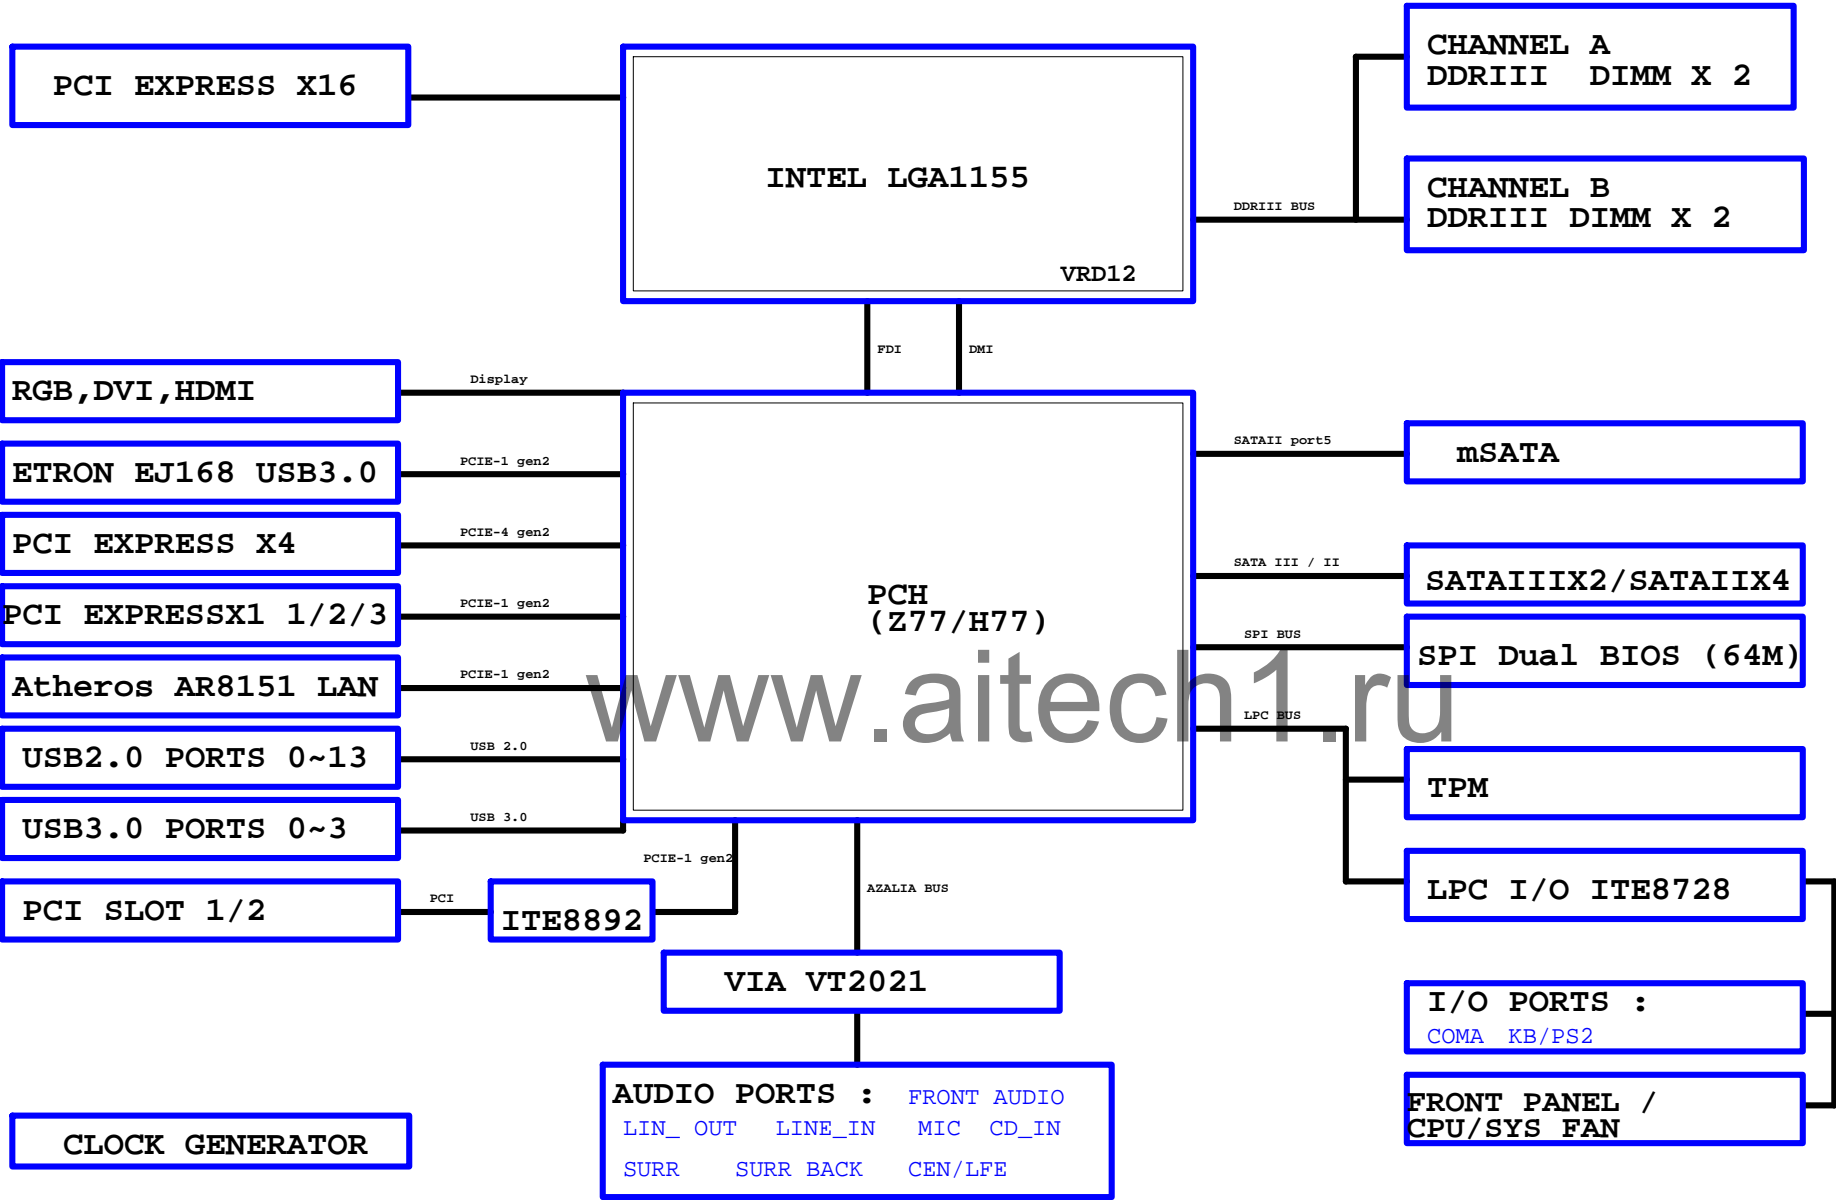 PCI EXPRESS X16
INTEL LGA1155
VRD12
CHANNEL A
DDRIII DIMM X 2
DDRIII BUS
CHANNEL B
DDRIII DIMM X 2
FDI
DMI
RGB,DVI,HDMI
Display
ETRON EJ168 USB3.0
PCIE-1 gen2
PCI EXPRESS X4
PCIE-4 gen2
PCI EXPRESSX1 1/2/3
PCIE-1 gen2
Atheros AR8151 LAN
PCIE-1 gen2
USB2.0 PORTS 0~13
USB 2.0
USB3.0 PORTS 0~3
USB 3.0
PCI SLOT 1/2
PCI
ITE8892
PCIE-1 gen2
PCH
(Z77/H77)
www.aitech1.ru
SATAII port5
mSATA
SATA III / II
SATAIIIX2/SATAIIX4
SPI BUS
SPI Dual BIOS (64M)
LPC BUS
TPM
LPC I/O ITE8728
I/O PORTS :
COMA KB/PS2
FRONT PANEL /
CPU/SYS FAN
AZALIA BUS
VIA VT2021
AUDIO PORTS : FRONT AUDIO
LIN_ OUT LINE_IN MIC CD_IN
SURR SURR BACK CEN/LFE
CLOCK GENERATOR